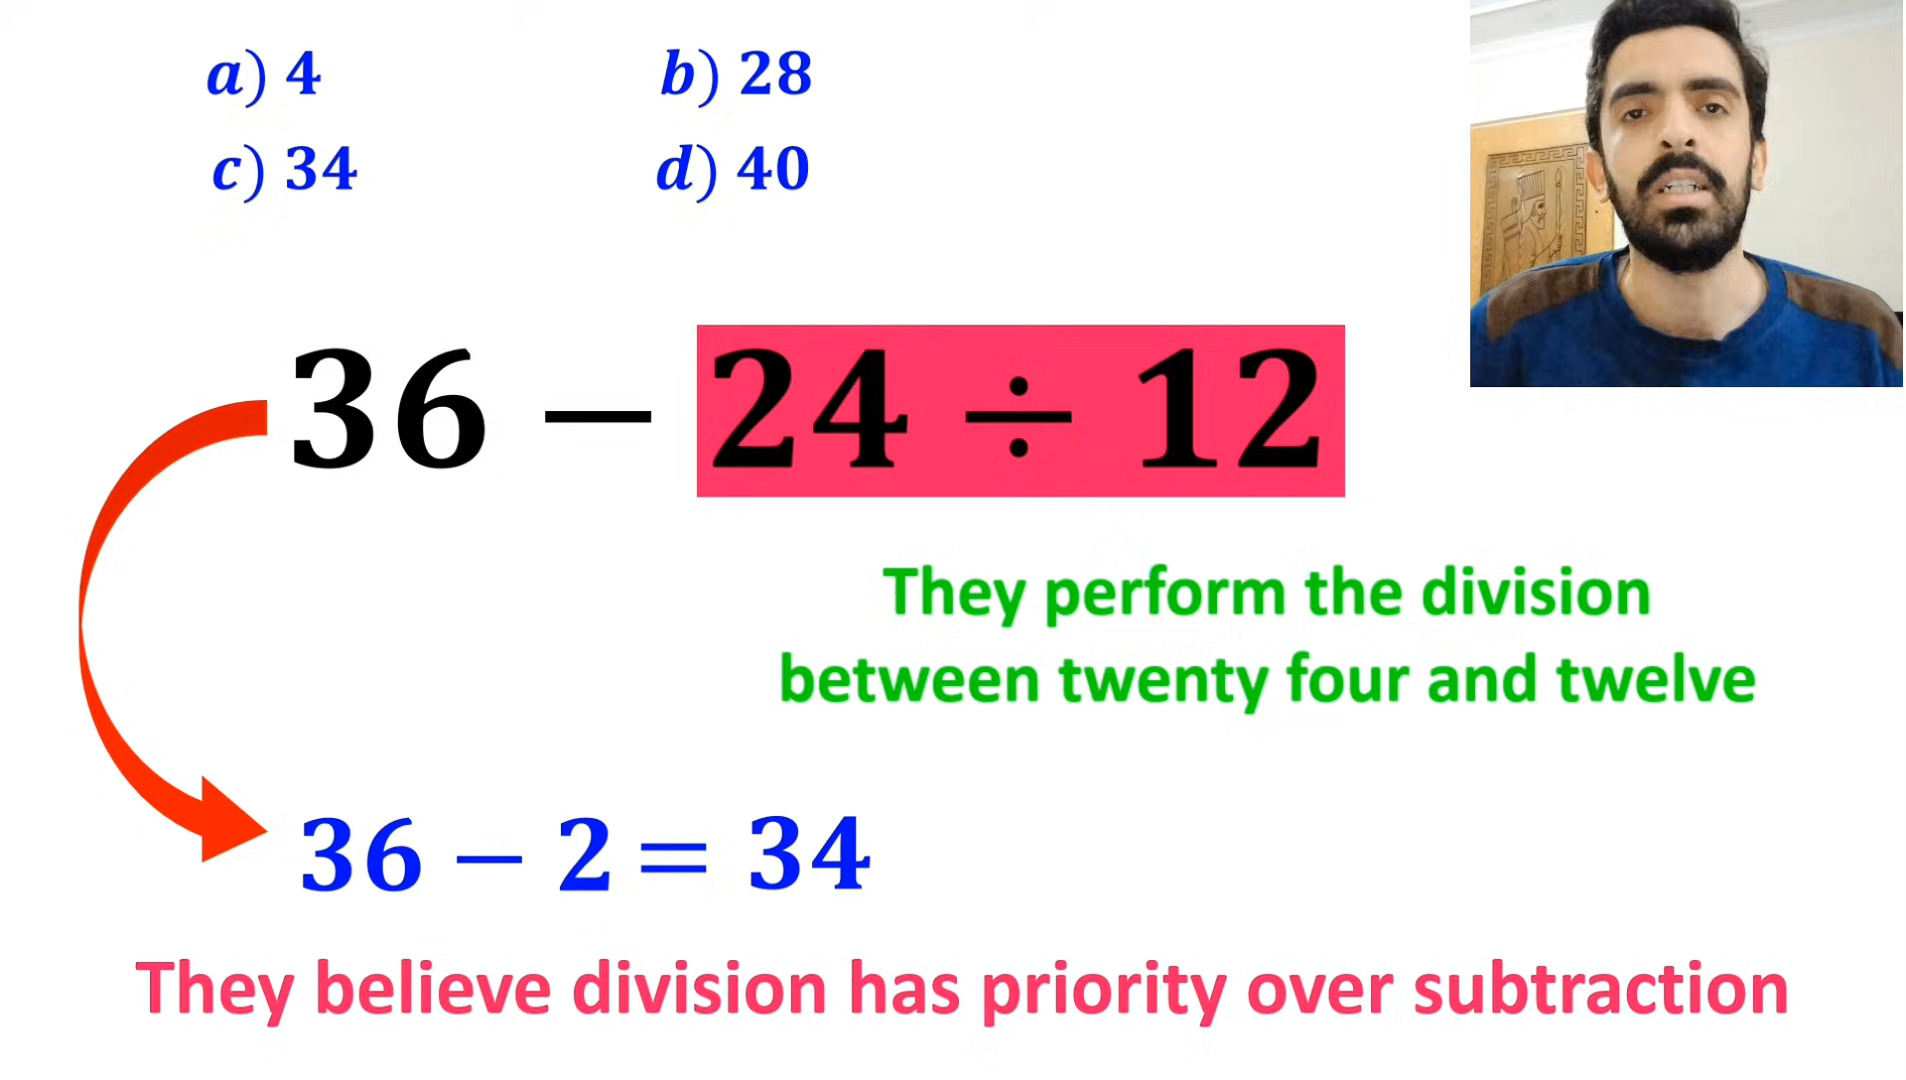 a) 4 b) 28
c) 34 d) 40
36 − 24 ÷ 12
They perform the division
between twenty four and twelve
36 − 2 = 34
They believe division has priority over subtraction